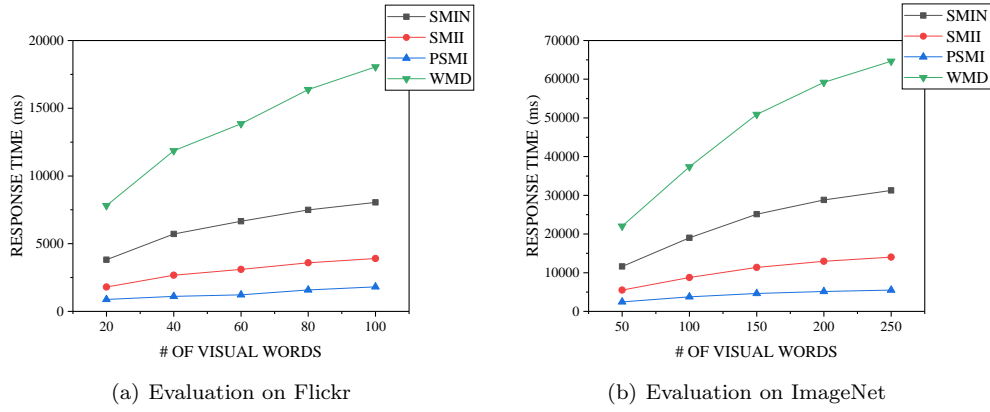 SMIN
SMII
PSMI
WMD
20000
15000
10000
5000
0
RESPONSE TIME (ms)
20 40 60 80 100
# OF VISUAL WORDS
(a) Evaluation on Flickr
SMIN
SMII
PSMI
WMD
70000
60000
50000
40000
30000
20000
10000
0
RESPONSE TIME (ms)
50 100 150 200 250
# OF VISUAL WORDS
(b) Evaluation on ImageNet